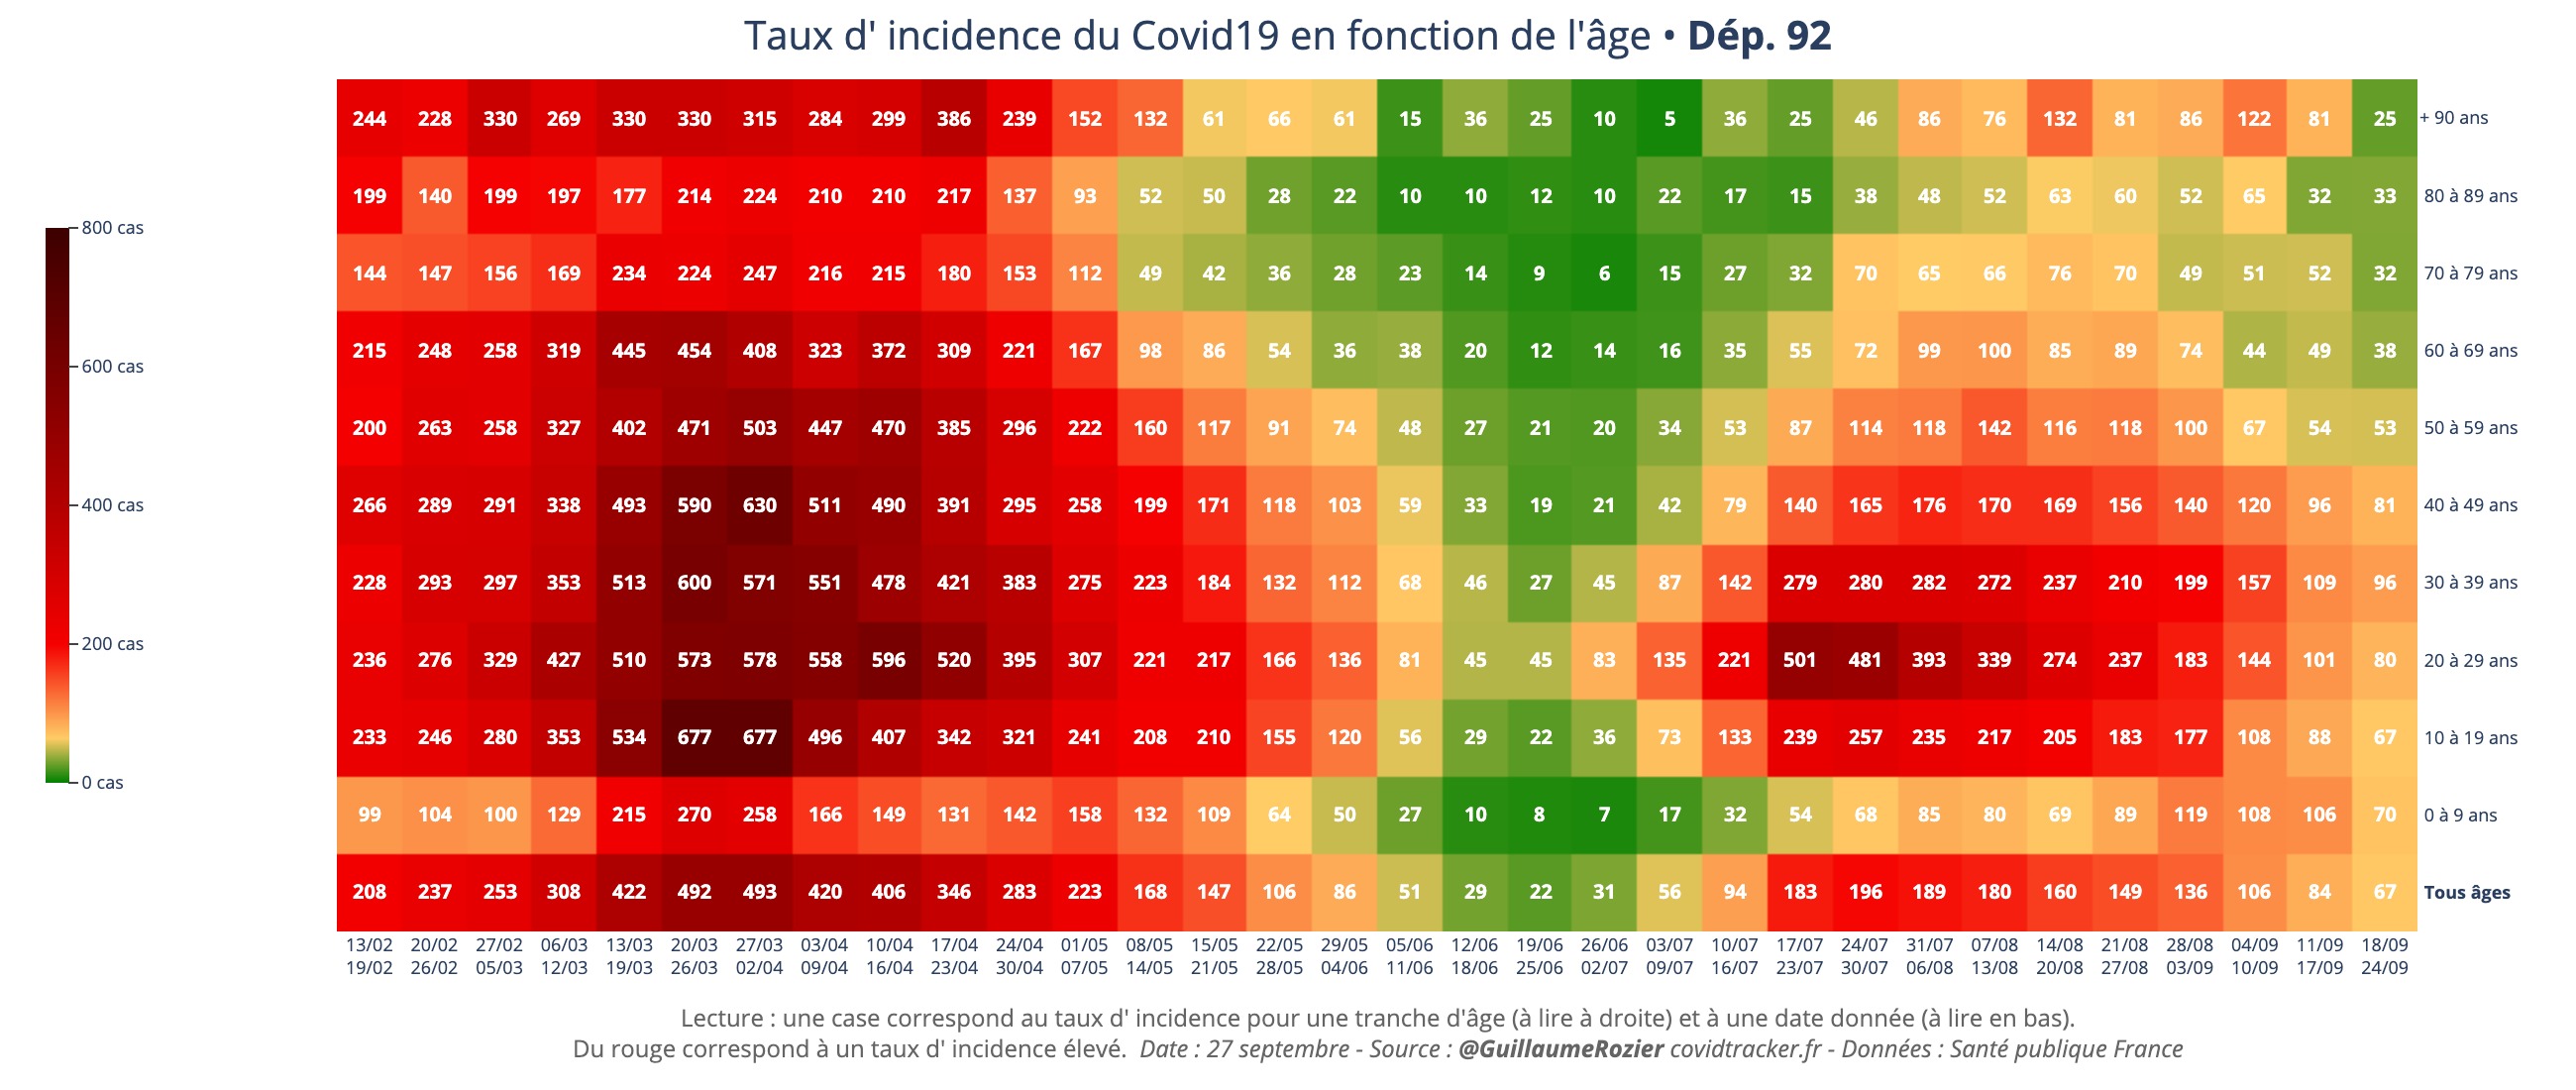 Taux d' incidence du Covid19 en fonction de l'âge • Dép. 92
800 cas
600 cas
400 cas
200 cas
0 cas
244 228 330 269 330 330 315 284 299 386 239 152 132 61 66 61 15 36 25 10 5 36 25 46 86 76 132 81 86 122 81 25 + 90 ans
199 140 199 197 177 214 224 210 210 217 137 93 52 50 28 22 10 10 12 10 22 17 15 38 48 52 63 60 52 65 32 33 80 à 89 ans
144 147 156 169 234 224 247 216 215 180 153 112 49 42 36 28 23 14 9 6 15 27 32 70 65 66 76 70 49 51 52 32 70 à 79 ans
215 248 258 319 445 454 408 323 372 309 221 167 98 86 54 36 38 20 12 14 16 35 55 72 99 100 85 89 74 44 49 38 60 à 69 ans
200 263 258 327 402 471 503 447 470 385 296 222 160 117 91 74 48 27 21 20 34 53 87 114 118 142 116 118 100 67 54 53 50 à 59 ans
266 289 291 338 493 590 630 511 490 391 295 258 199 171 118 103 59 33 19 21 42 79 140 165 176 170 169 156 140 120 96 81 40 à 49 ans
228 293 297 353 513 600 571 551 478 421 383 275 223 184 132 112 68 46 27 45 87 142 279 280 282 272 237 210 199 157 109 96 30 à 39 ans
236 276 329 427 510 573 578 558 596 520 395 307 221 217 166 136 81 45 45 83 135 221 501 481 393 339 274 237 183 144 101 80 20 à 29 ans
233 246 280 353 534 677 677 496 407 342 321 241 208 210 155 120 56 29 22 36 73 133 239 257 235 217 205 183 177 108 88 67 10 à 19 ans
99 104 100 129 215 270 258 166 149 131 142 158 132 109 64 50 27 10 8 7 17 32 54 68 85 80 69 89 119 108 106 70 0 à 9 ans
208 237 253 308 422 492 493 420 406 346 283 223 168 147 106 86 51 29 22 31 56 94 183 196 189 180 160 149 136 106 84 67 Tous âges
13/02 20/02 27/02 06/03 13/03 20/03 27/03 03/04 10/04 17/04 24/04 01/05 08/05 15/05 22/05 29/05 05/06 12/06 19/06 26/06 03/07 10/07 17/07 24/07 31/07 07/08 14/08 21/08 28/08 04/09 11/09 18/09
19/02 26/02 05/03 12/03 19/03 26/03 02/04 09/04 16/04 23/04 30/04 07/05 14/05 21/05 28/05 04/06 11/06 18/06 25/06 02/07 09/07 16/07 23/07 30/07 06/08 13/08 20/08 27/08 03/09 10/09 17/09 24/09
Lecture : une case correspond au taux d' incidence pour une tranche d'âge (à lire à droite) et à une date donnée (à lire en bas).
Du rouge correspond à un taux d' incidence élevé. Date : 27 septembre - Source : @GuillaumeRozier covidtracker.fr - Données : Santé publique France